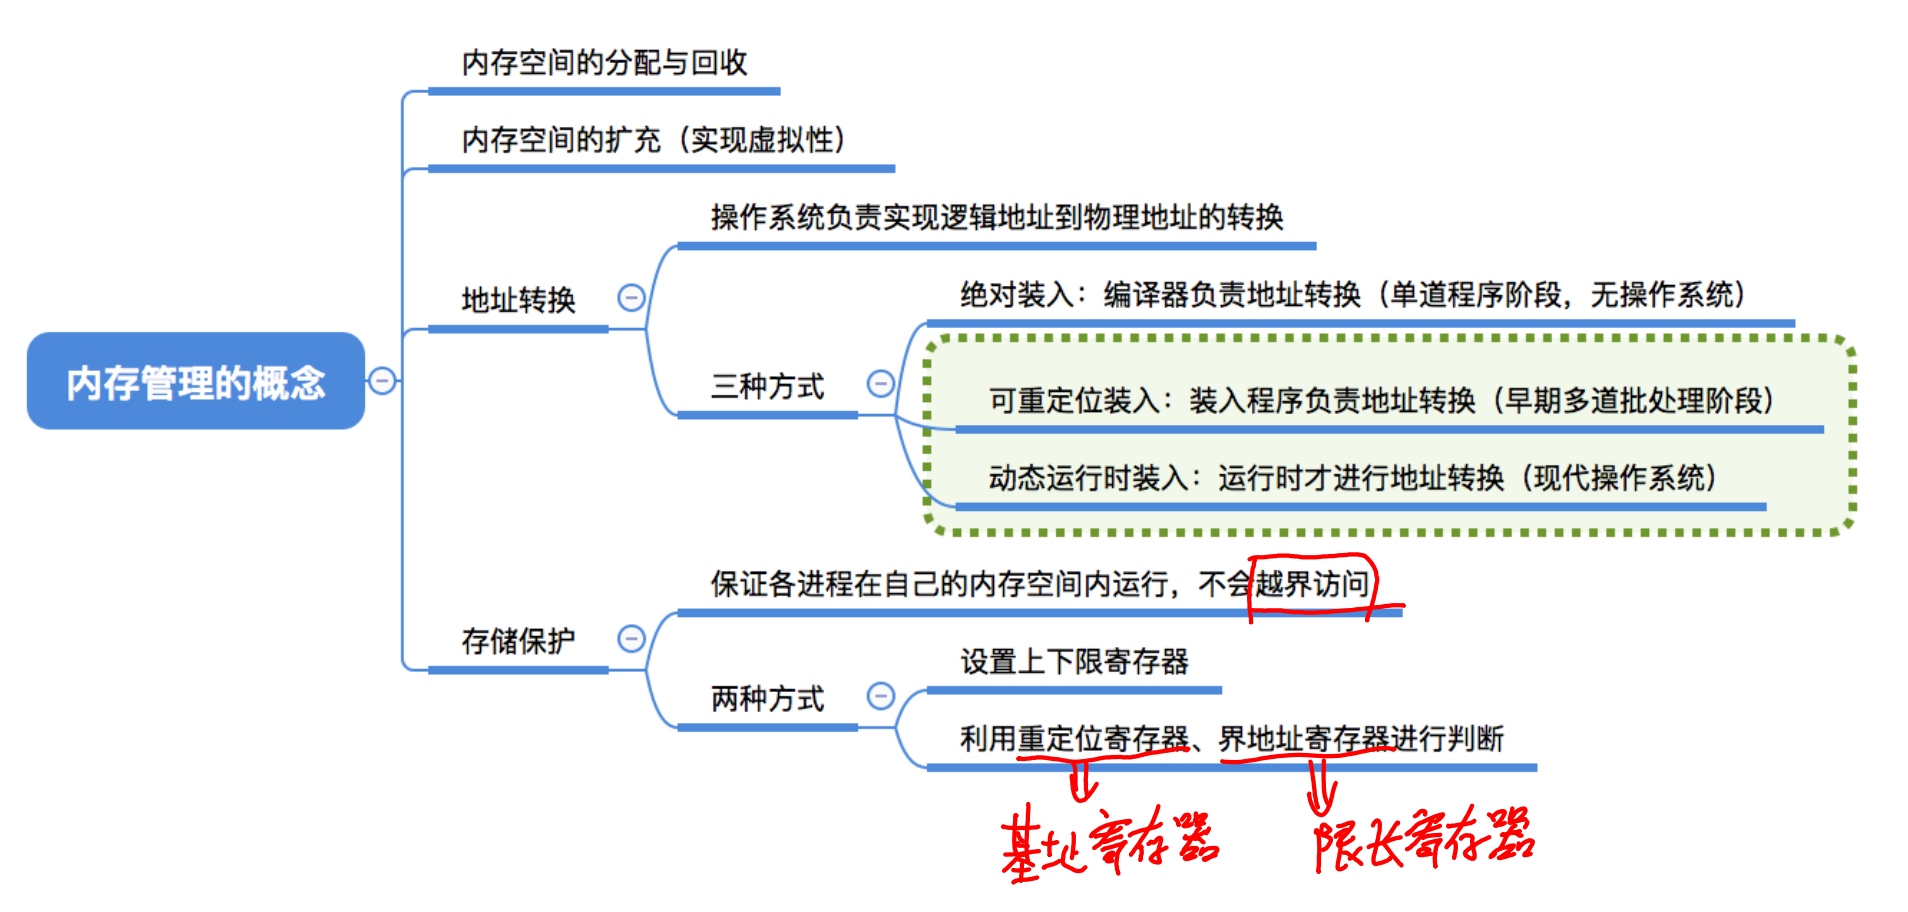 内存空间的分配与回收
内存空间的扩充（实现虚拟性）
操作系统负责实现逻辑地址到物理地址的转换
地址转换
绝对装入：编译器负责地址转换（单道程序阶段，无操作系统）
内存管理的概念
三种方式
可重定位装入：装入程序负责地址转换（早期多道批处理阶段）
动态运行时装入：运行时才进行地址转换（现代操作系统）
保证各进程在自己的内存空间内运行，不会越界访问
存储保护
设置上下限寄存器
两种方式
利用重定位寄存器、界地址寄存器进行判断
基址寄存器
限长寄存器